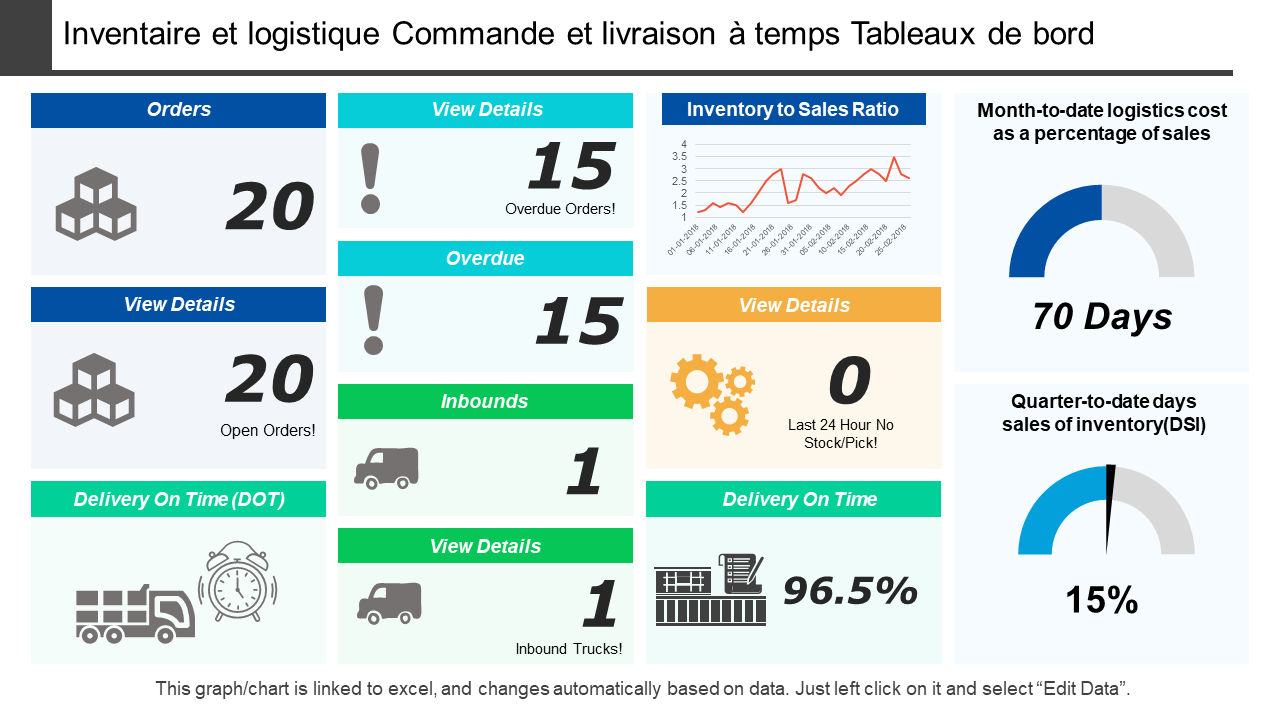 Inventaire et logistique Commande et livraison à temps Tableaux de bord
Orders
20
View Details
20
Open Orders!
Delivery On Time (DOT)
View Details
15
Overdue Orders!
Overdue
15
Inbounds
1
View Details
1
Inbound Trucks!
Inventory to Sales Ratio
4
3.5
3
2.5
2
1.5
1
01-01-2018
06-01-2018
11-01-2018
16-01-2018
21-01-2018
26-01-2018
31-01-2018
05-02-2018
10-02-2018
15-02-2018
20-02-2018
25-02-2018
View Details
0
Last 24 Hour No
Stock/Pick!
Delivery On Time
96.5%
Month-to-date logistics cost
as a percentage of sales
70 Days
Quarter-to-date days
sales of inventory(DSI)
15%
This graph/chart is linked to excel, and changes automatically based on data. Just left click on it and select “Edit Data”.